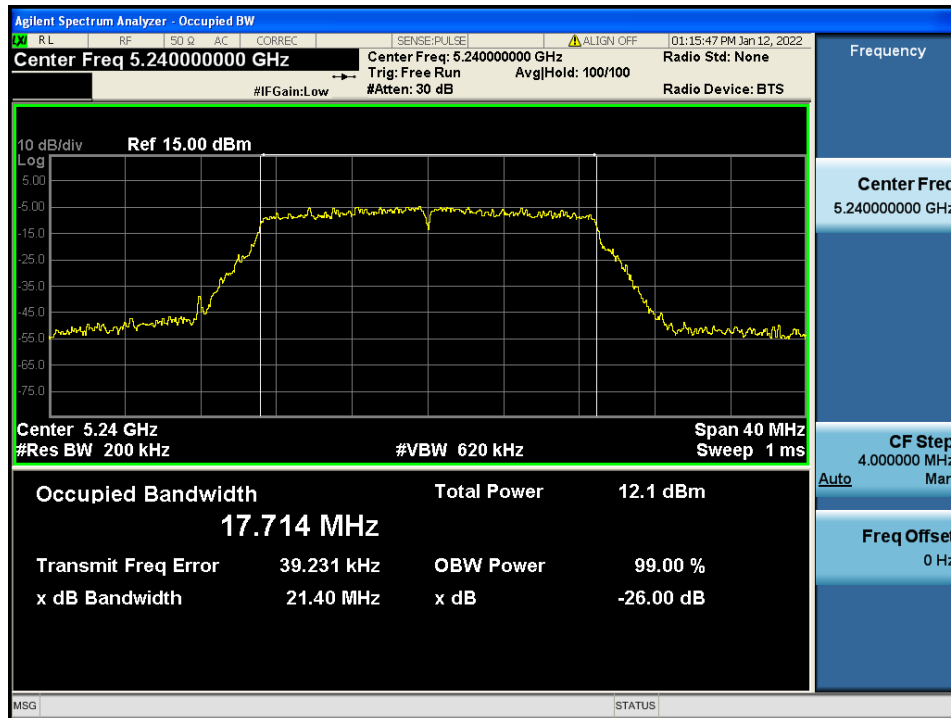 Agilent Spectrum Analyzer - Occupied BW
LXI RL RF 50 Ω AC CORREC SENSE:PULSE ALIGN OFF 01:15:47 PM Jan 12, 2022
Center Freq 5.240000000 GHz
Center Freq: 5.240000000 GHz
Radio Std: None
Trig: Free Run Avg|Hold: 100/100
#IFGain:Low
#Atten: 30 dB
Radio Device: BTS
10 dB/div Ref 15.00 dBm
Log
5.00
-5.00
-15.0
-25.0
-35.0
-45.0
-55.0
-65.0
-75.0
Center 5.24 GHz Span 40 MHz
#Res BW 200 kHz #VBW 620 kHz Sweep 1 ms
Occupied Bandwidth Total Power 12.1 dBm
17.714 MHz
Transmit Freq Error 39.231 kHz OBW Power 99.00 %
x dB Bandwidth 21.40 MHz x dB -26.00 dB
MSG STATUS
Frequency
Center Freq
5.240000000 GHz
CF Step
4.000000 MHz
Auto Man
Freq Offset
0 Hz